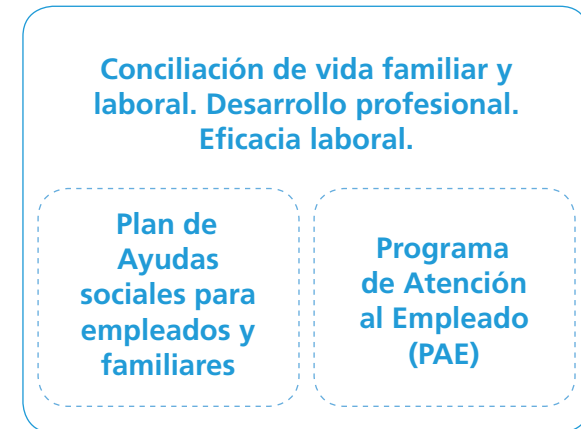 Conciliación de vida familiar y
laboral. Desarrollo profesional.
Eficacia laboral.
Plan de
Ayudas
sociales para
empleados y
familiares
Programa
de Atención
al Empleado
(PAE)